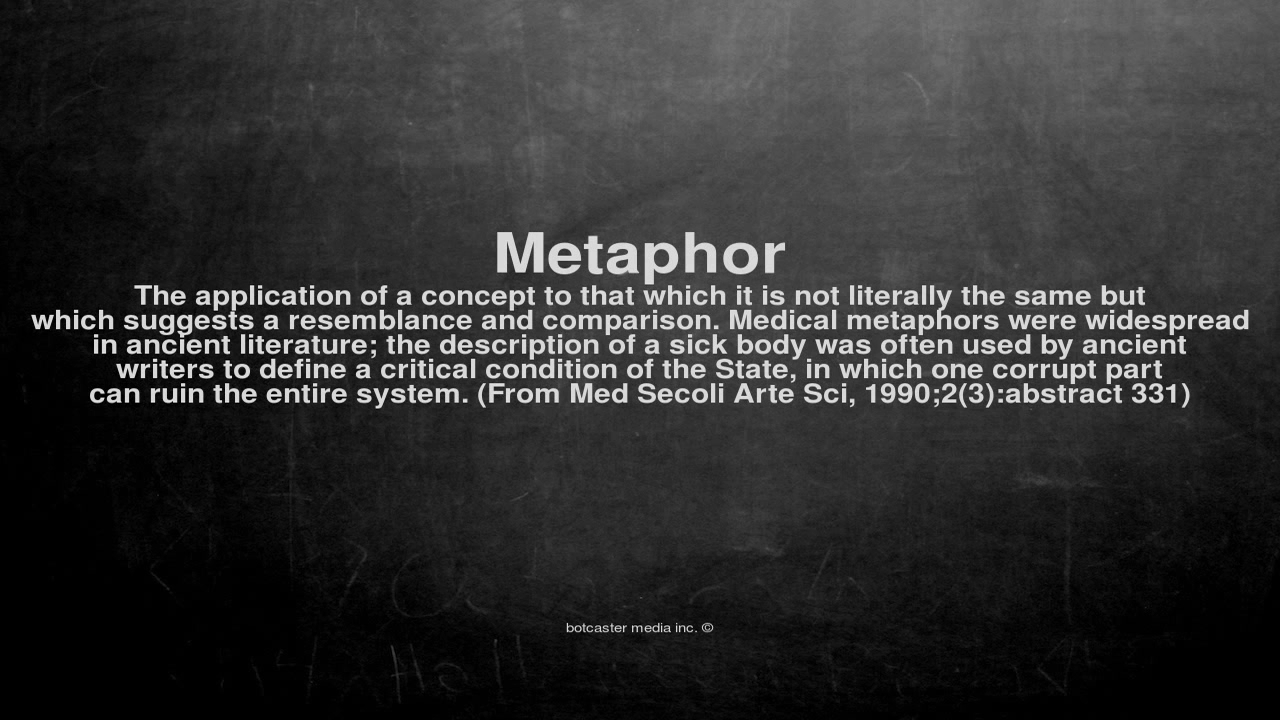 Metaphor
The application of a concept to that which it is not literally the same but
which suggests a resemblance and comparison. Medical metaphors were widespread
in ancient literature; the description of a sick body was often used by ancient
writers to define a critical condition of the State, in which one corrupt part
can ruin the entire system. (From Med Secoli Arte Sci, 1990;2(3):abstract 331)
botcaster media inc. ©